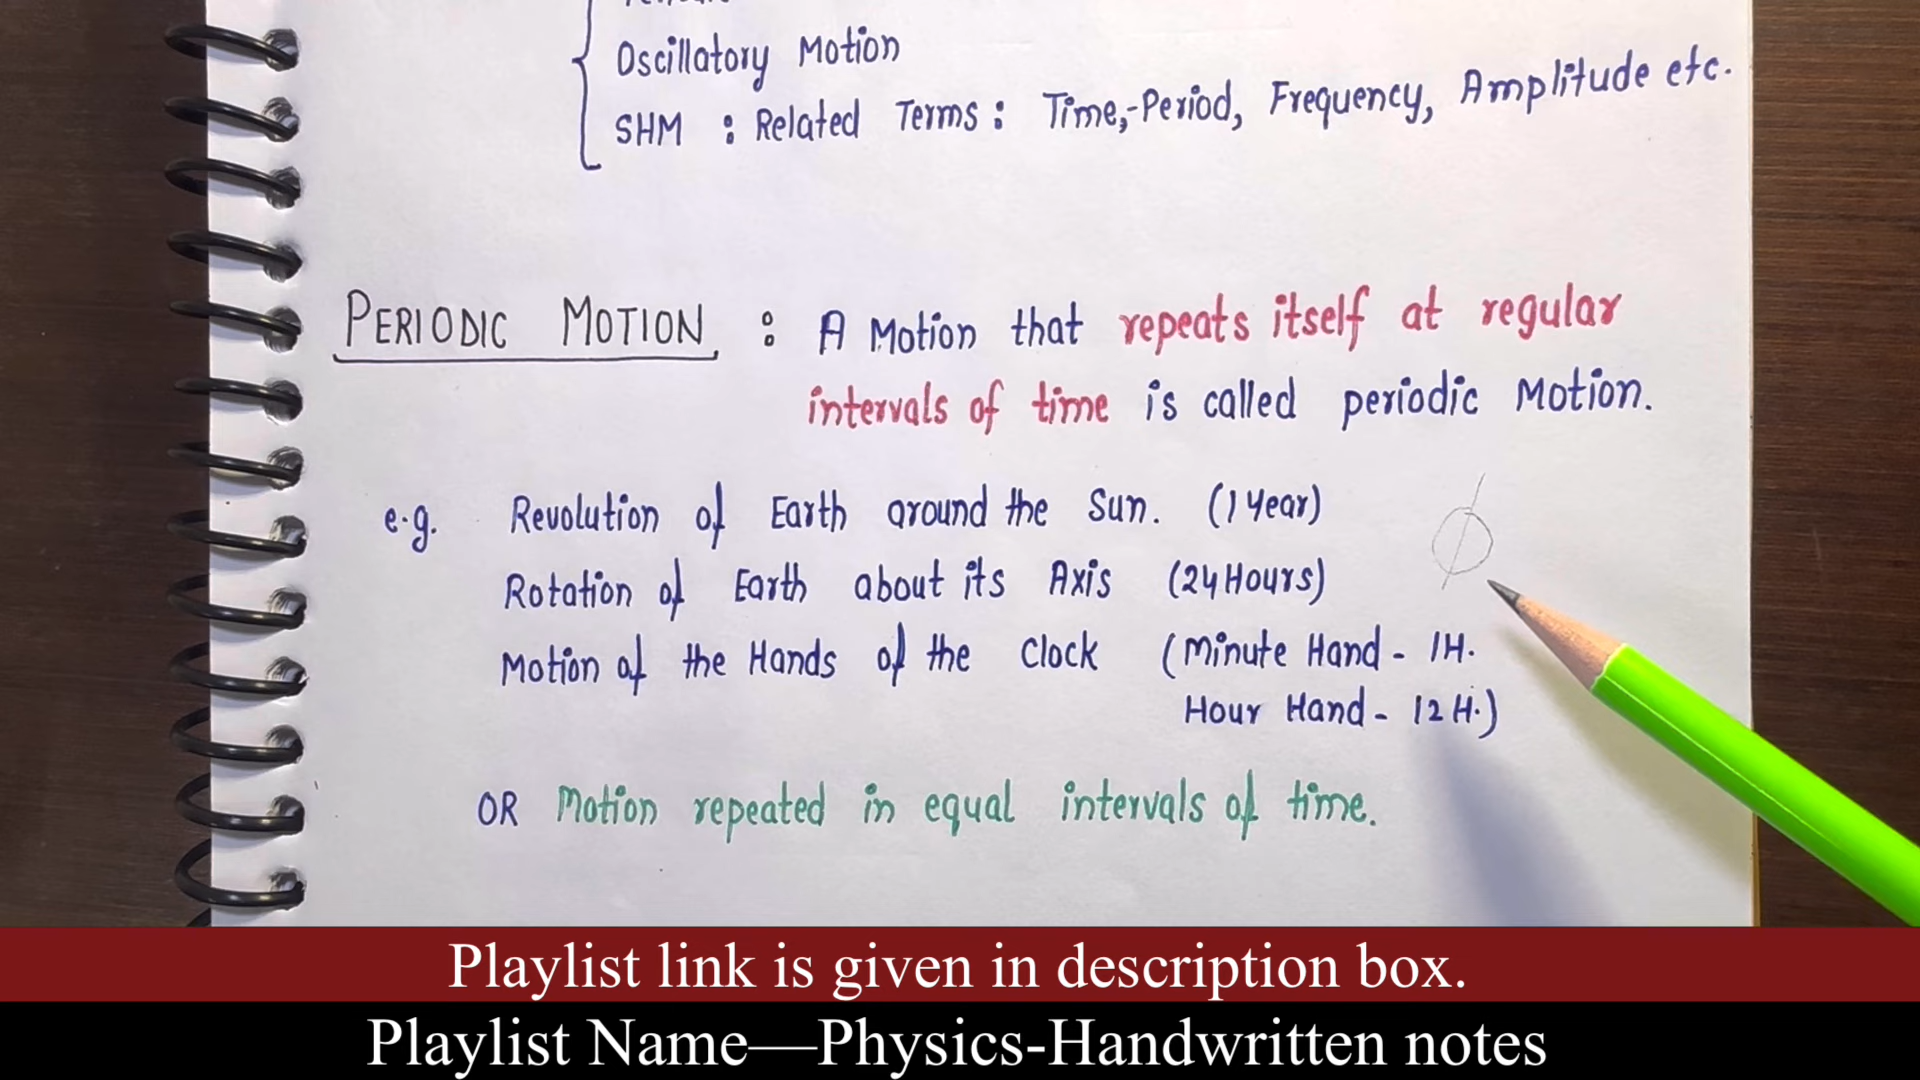 Oscillatory Motion
SHM : Related Terms : Time,-Period, Frequency, Amplitude etc.
PERIODIC MOTION : A Motion that repeats itself at regular
intervals of time is called periodic Motion.
e.g. Revolution of Earth around the Sun. (1 Year)
Rotation of Earth about its Axis (24 Hours)
Motion of the Hands of the Clock (Minute Hand - 1H.
Hour Hand - 12 H.)
OR Motion repeated in equal intervals of time.
Playlist link is given in description box.
Playlist Name—Physics-Handwritten notes